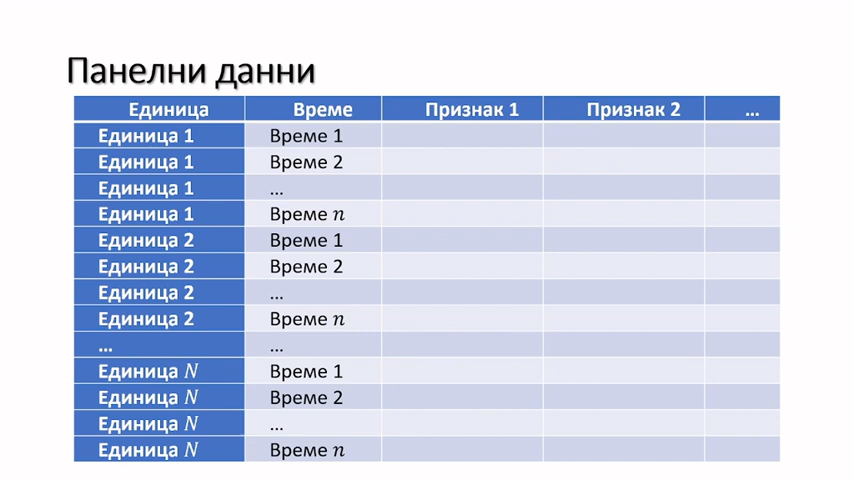 Панелни данни
Единица Време Признак 1 Признак 2 ...
Единица 1 Време 1
Единица 1 Време 2
Единица 1 ...
Единица 1 Време n
Единица 2 Време 1
Единица 2 Време 2
Единица 2 ...
Единица 2 Време n
... ...
Единица N Време 1
Единица N Време 2
Единица N ...
Единица N Време n